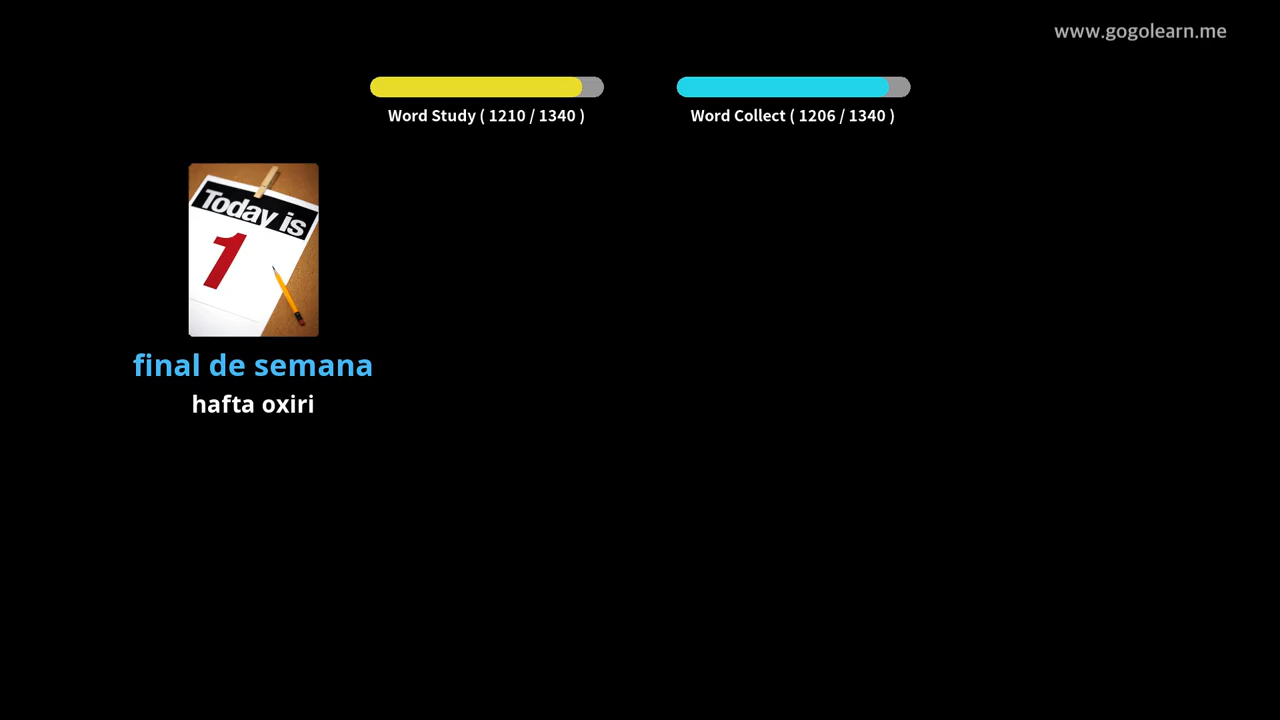 www.gogolearn.me
Word Study ( 1210 / 1340 )
Word Collect ( 1206 / 1340 )
Today is
1
final de semana
hafta oxiri